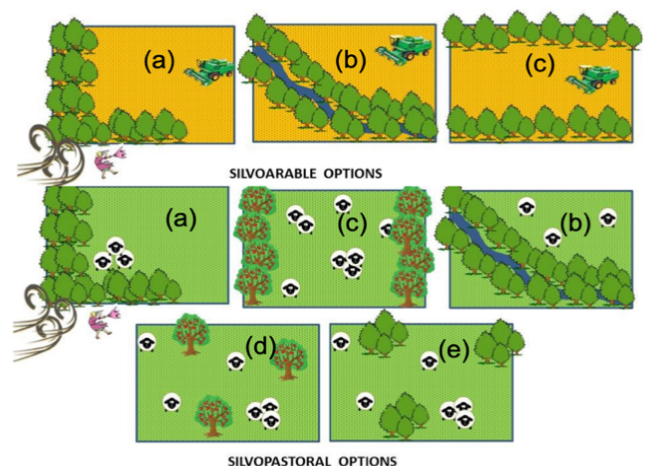 (a)
(b)
(c)
SILVOARABLE OPTIONS
(a)
(c)
(b)
(d)
(e)
SILVOPASTORAL OPTIONS